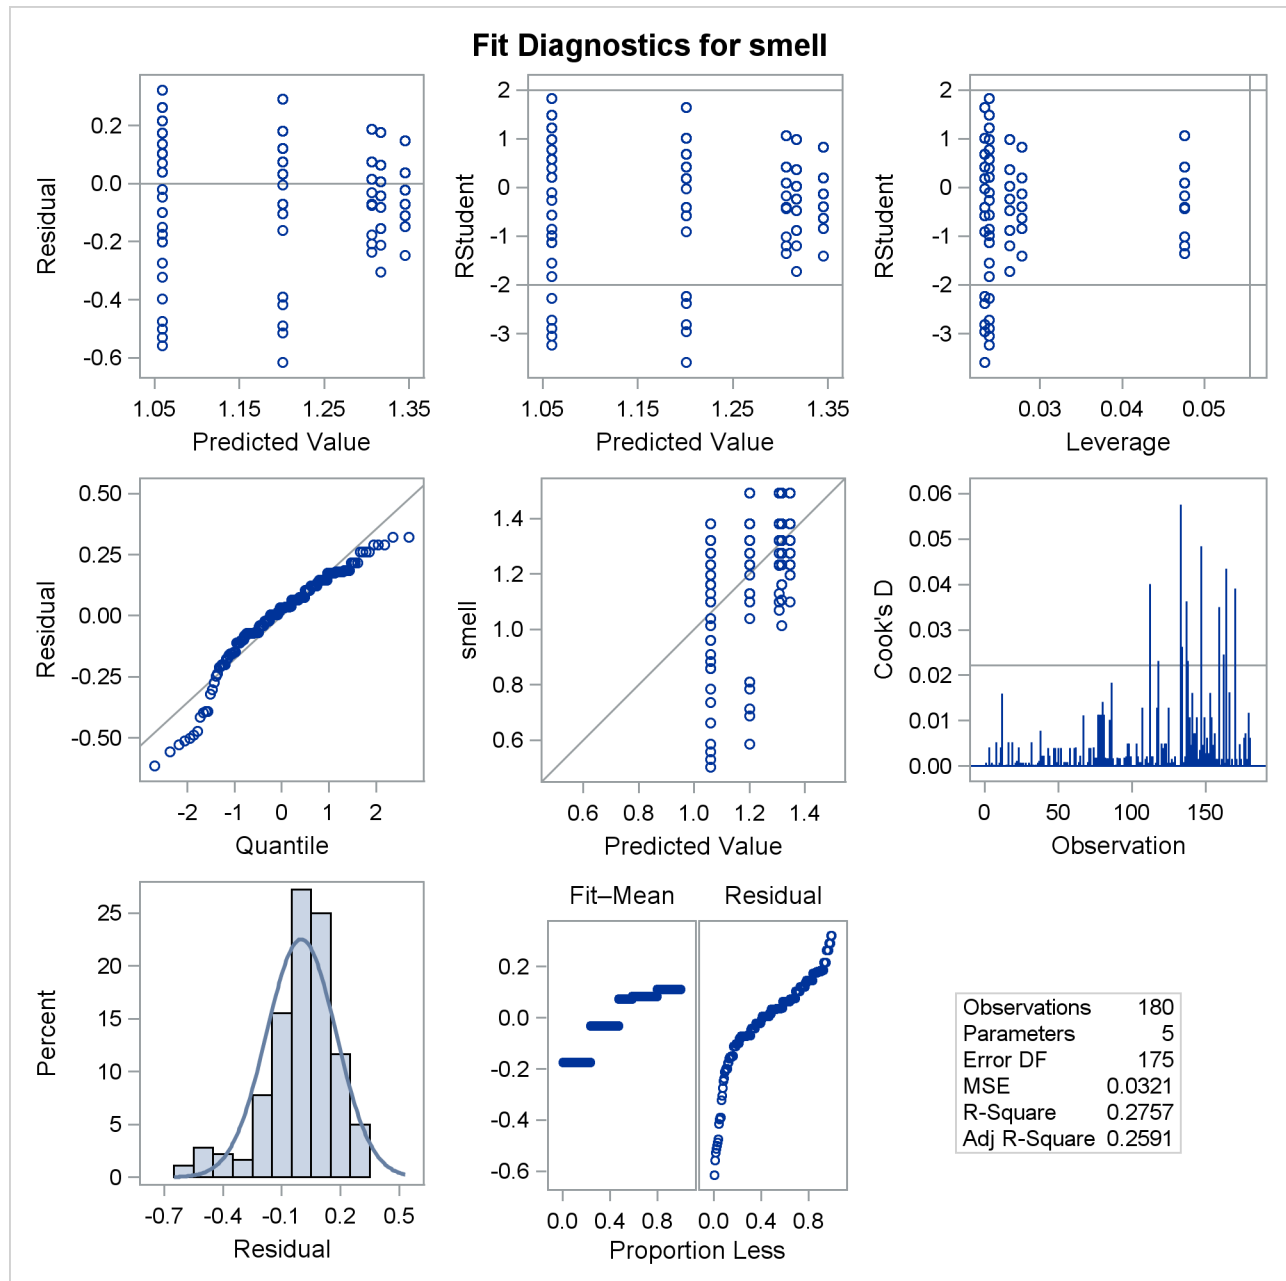 Fit Diagnostics for smell
Residual
0.2
0.0
-0.2
-0.4
-0.6
1.05 1.15 1.25 1.35
Predicted Value
RStudent
2
1
0
-1
-2
-3
1.05 1.15 1.25 1.35
Predicted Value
RStudent
2
1
0
-1
-2
-3
0.03 0.04 0.05
Leverage
Residual
0.50
0.25
0.00
-0.25
-0.50
-2 -1 0 1 2
Quantile
smell
1.4
1.2
1.0
0.8
0.6
0.6 0.8 1.0 1.2 1.4
Predicted Value
Cook's D
0.06
0.05
0.04
0.03
0.02
0.01
0.00
0 50 100 150
Observation
Percent
25
20
15
10
5
0
-0.7 -0.4 -0.1 0.2 0.5
Residual
Fit–Mean Residual
0.2
0.0
-0.2
-0.4
-0.6
0.0 0.4 0.8 0.0 0.4 0.8
Proportion Less
Observations 180
Parameters 5
Error DF 175
MSE 0.0321
R-Square 0.2757
Adj R-Square 0.2591